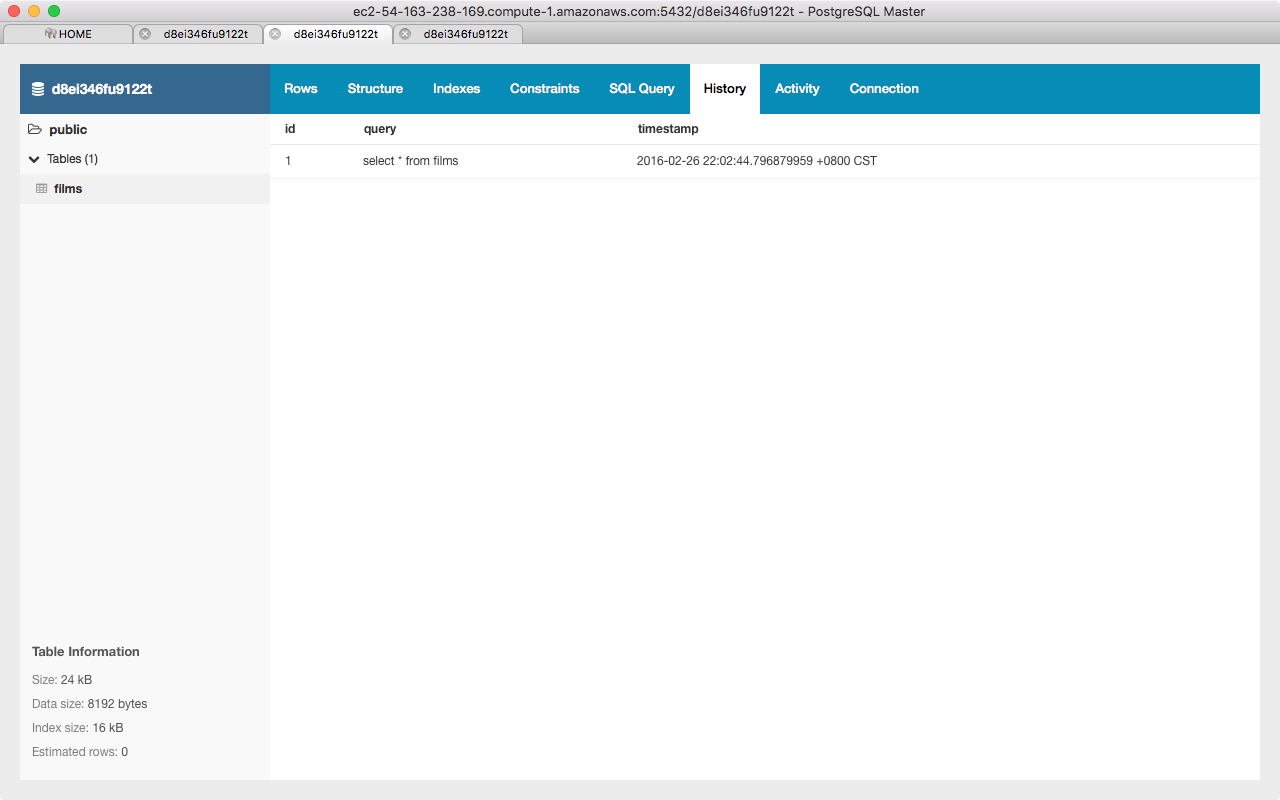 ec2-54-163-238-169.compute-1.amazonaws.com:5432/d8ei346fu9122t - PostgreSQL Master
HOME d8ei346fu9122t d8ei346fu9122t d8ei346fu9122t
d8ei346fu9122t Rows Structure Indexes Constraints SQL Query History Activity Connection
public
Tables (1)
films
id query timestamp
1 select * from films 2016-02-26 22:02:44.796879959 +0800 CST
Table Information
Size: 24 kB
Data size: 8192 bytes
Index size: 16 kB
Estimated rows: 0